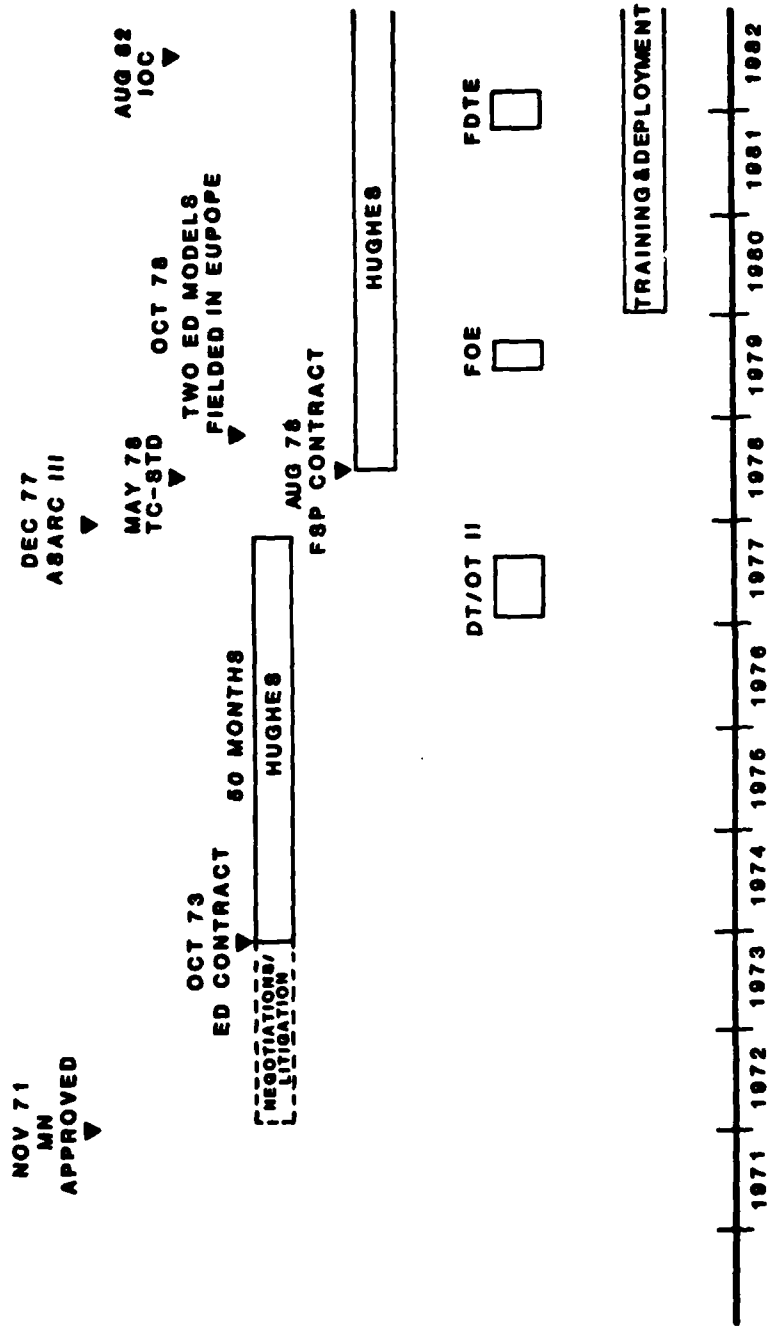 NOV 71
MN
APPROVED
DEC 77
ASARC III
AUG 82
IOC
MAY 78
TC-STD
OCT 78
TWO ED MODELS
FIELDED IN EUPOPE
OCT 73
ED CONTRACT
50 MONTHS
NEGOTIATIONS/
LITIGATION
HUGHES
AUG 78
FSP CONTRACT
HUGHES
DT/OT II
FOE
FDTE
TRAINING & DEPLOYMENT
1971
1972
1973
1974
1975
1976
1977
1978
1979
1980
1981
1982